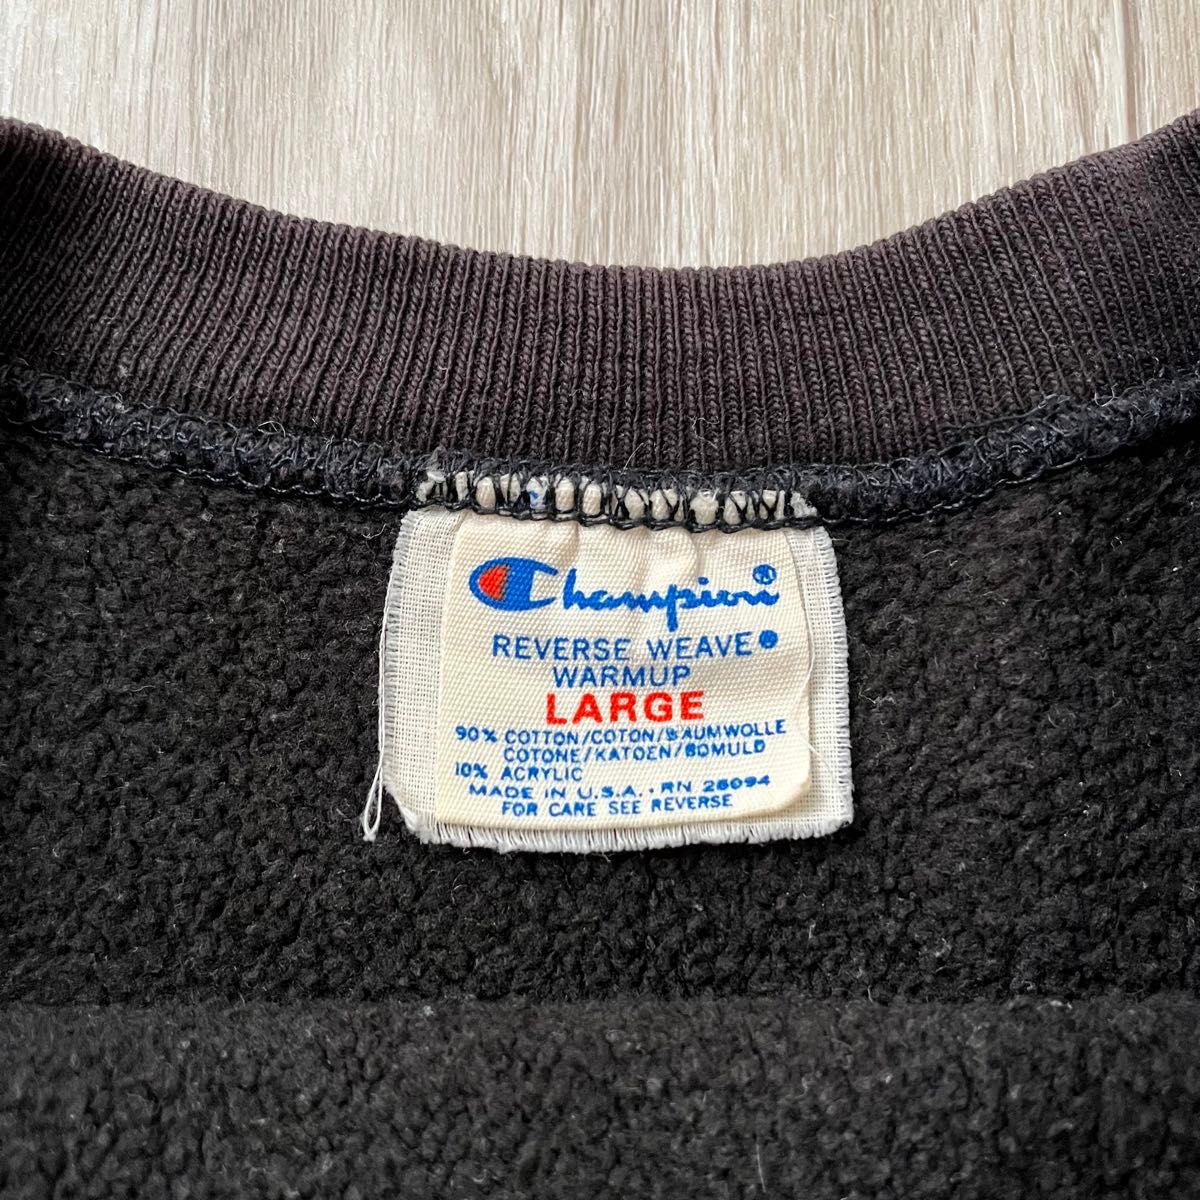 Champion®
REVERSE WEAVE®
WARMUP
LARGE
90% COTTON/COTON/BAUMWOLLE
COTONE/KATOEN/BOMULD
10% ACRYLIC
MADE IN U.S.A. • RN 26094
FOR CARE SEE REVERSE